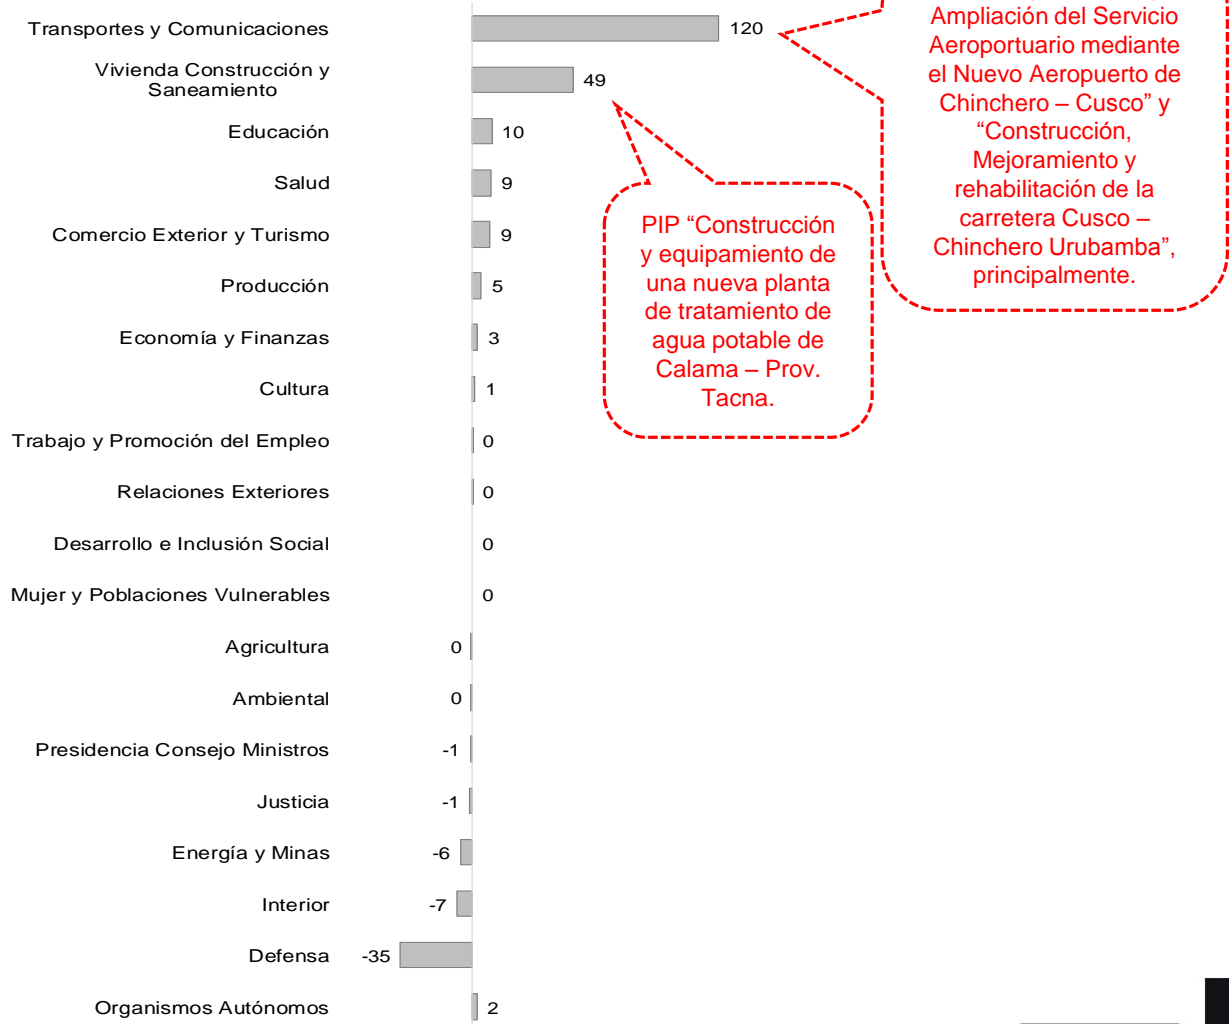 Transportes y Comunicaciones 120
Vivienda Construcción y
Saneamiento 49
Educación 10
Salud 9
Comercio Exterior y Turismo 9
Producción 5
Economía y Finanzas 3
Cultura 1
Trabajo y Promoción del Empleo 0
Relaciones Exteriores 0
Desarrollo e Inclusión Social 0
Mujer y Poblaciones Vulnerables 0
Agricultura 0
Ambiental 0
Presidencia Consejo Ministros -1
Justicia -1
Energía y Minas -6
Interior -7
Defensa -35
Organismos Autónomos 2
Ampliación del Servicio
Aeroportuario mediante
el Nuevo Aeropuerto de
Chinchero – Cusco” y
“Construcción,
Mejoramiento y
rehabilitación de la
carretera Cusco –
Chinchero Urubamba”,
principalmente.
PIP “Construcción
y equipamiento de
una nueva planta
de tratamiento de
agua potable de
Calama – Prov.
Tacna.